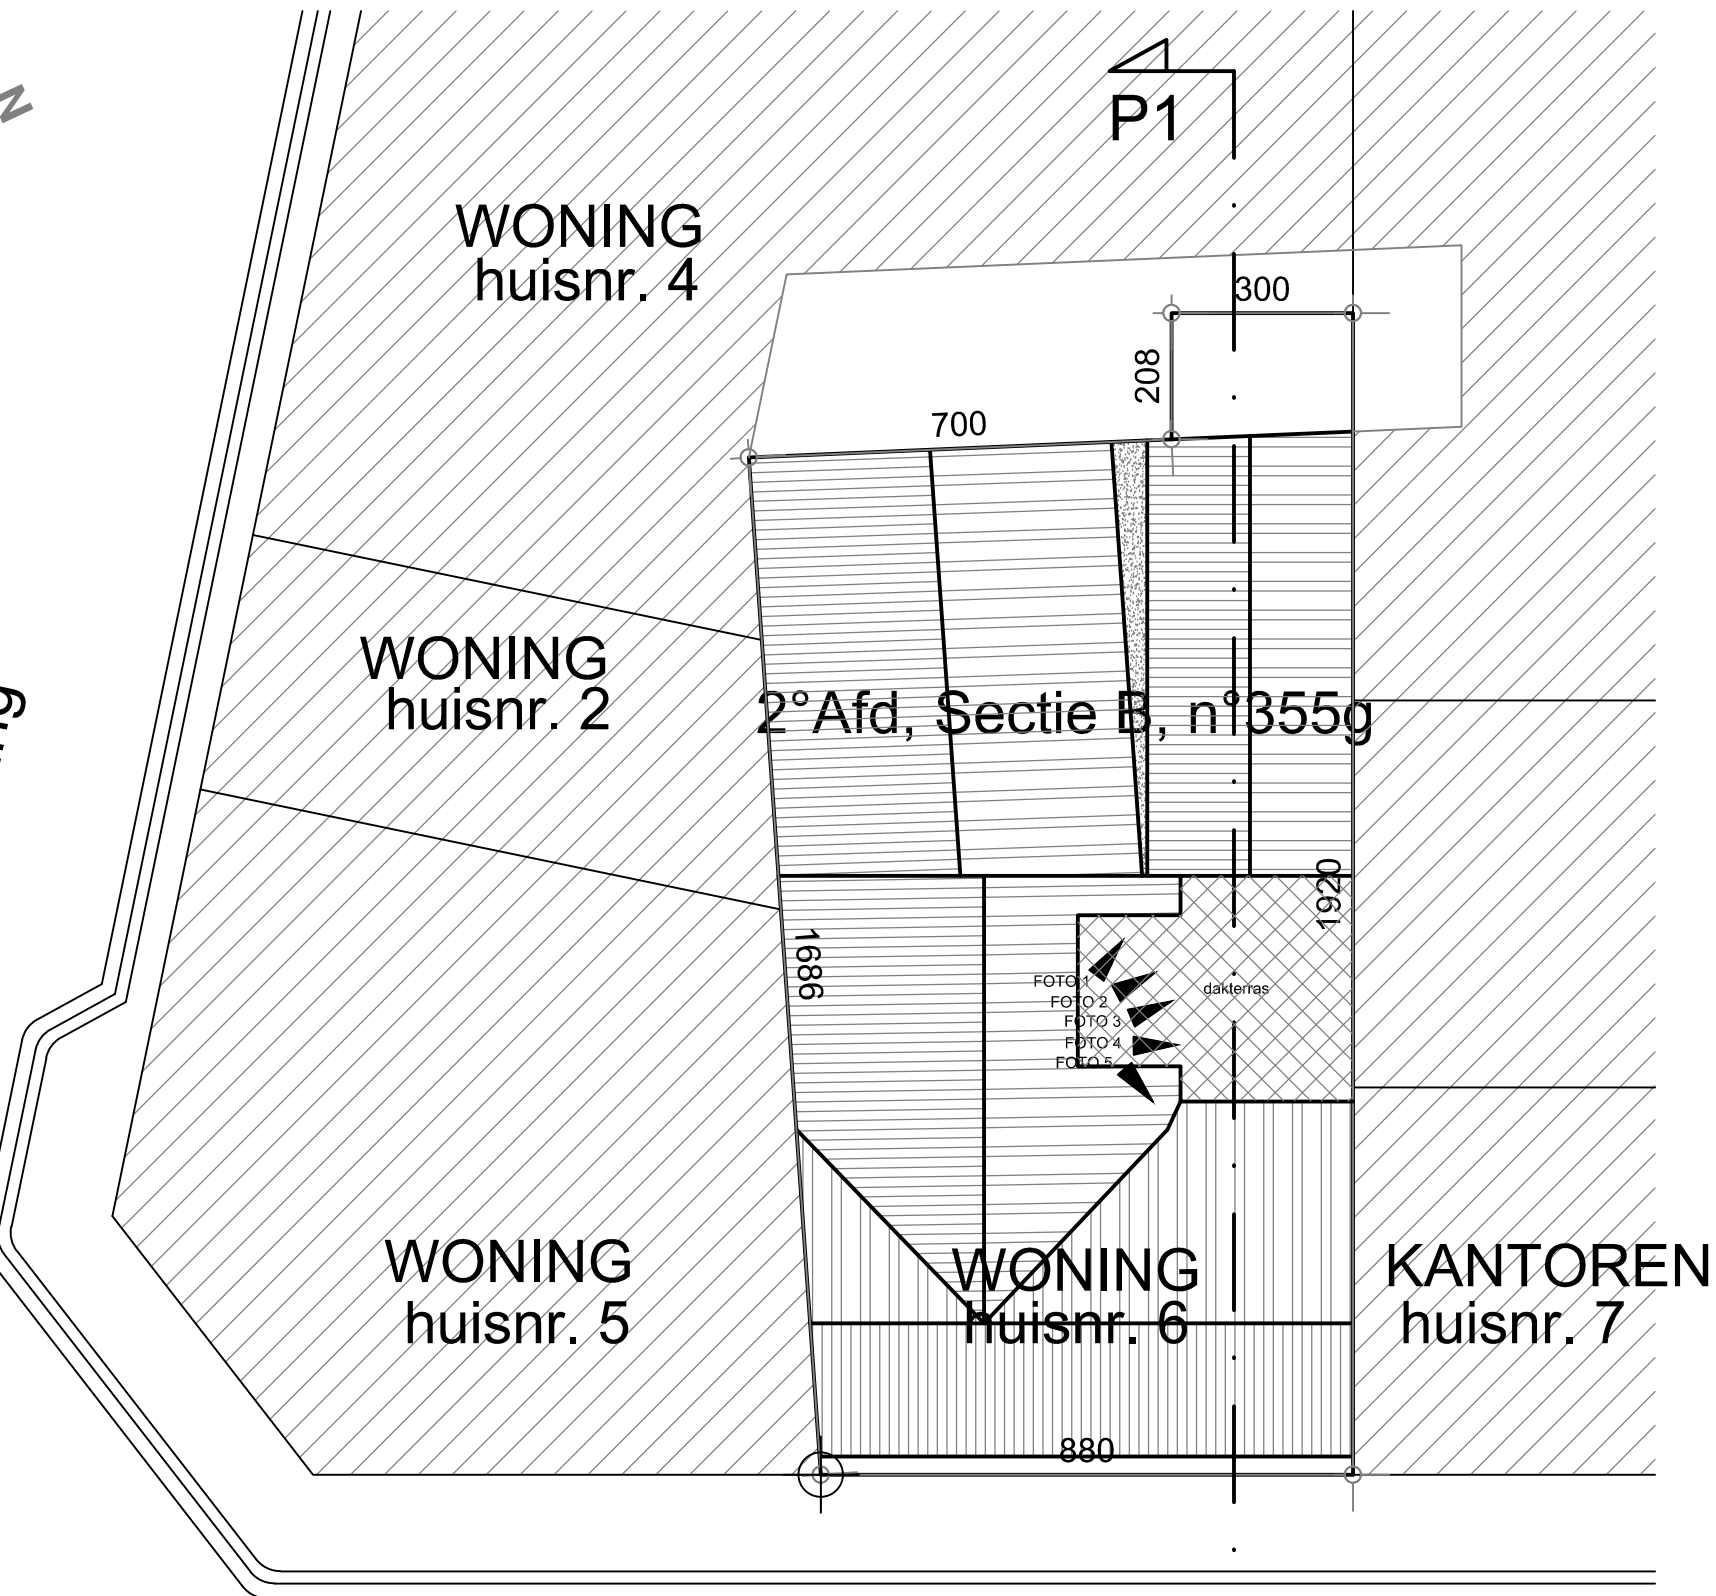 N
P1
WONING
huisnr. 4
300
208
700
WONING
huisnr. 2
2°Afd, Sectie B, n°355g
1920
1686
FOTO 1
dakterras
FOTO 2
FOTO 3
FOTO 4
FOTO 5
WONING
huisnr. 5
WONING
huisnr. 6
KANTOREN
huisnr. 7
880